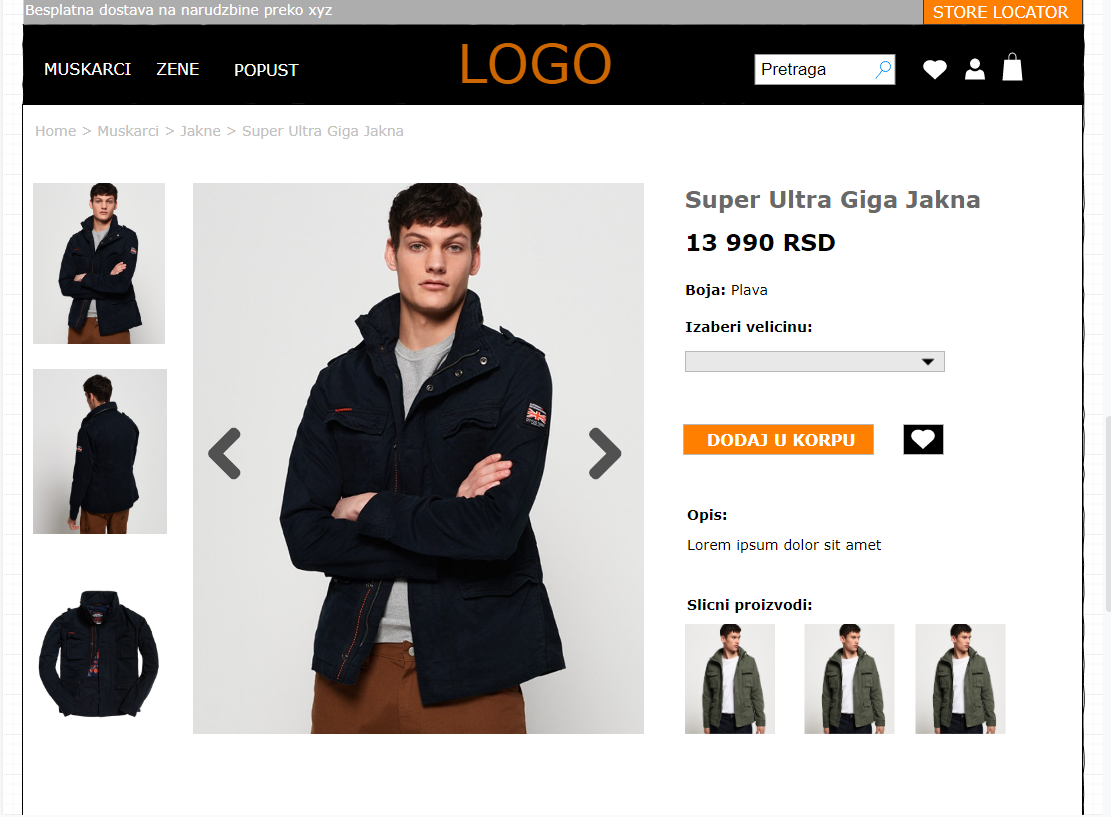 Besplatna dostava na narudzbine preko xyz
STORE LOCATOR
MUSKARCI ZENE POPUST
LOGO
Pretraga
Home > Muskarci > Jakne > Super Ultra Giga Jakna
Super Ultra Giga Jakna
13 990 RSD
Boja: Plava
Izaberi velicinu:
DODAJ U KORPU
Opis:
Lorem ipsum dolor sit amet
Slicni proizvodi: